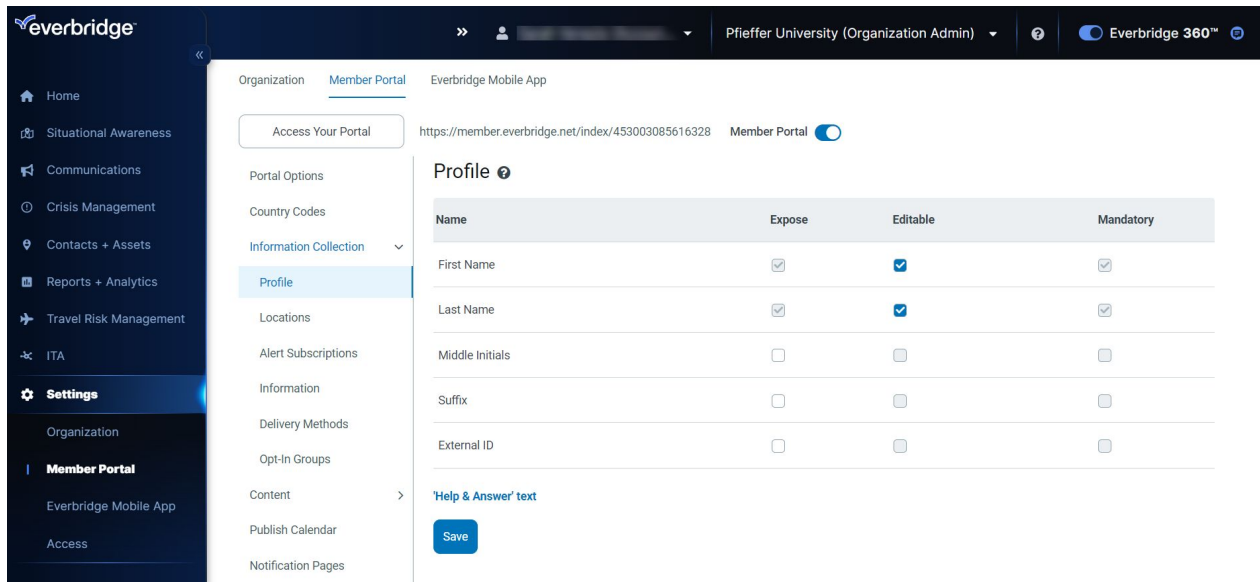 everbridge™
«
»
Pfieffer University (Organization Admin)
?
Everbridge 360™
Home
Situational Awareness
Communications
Crisis Management
Contacts + Assets
Reports + Analytics
Travel Risk Management
ITA
Settings
Organization
Member Portal
Everbridge Mobile App
Access
Organization
Member Portal
Everbridge Mobile App
Access Your Portal
https://member.everbridge.net/index/453003085616328
Member Portal
Portal Options
Country Codes
Information Collection
Profile
Locations
Alert Subscriptions
Information
Delivery Methods
Opt-In Groups
Content
Publish Calendar
Notification Pages
Profile ?
Name Expose Editable Mandatory
First Name
Last Name
Middle Initials
Suffix
External ID
'Help & Answer' text
Save